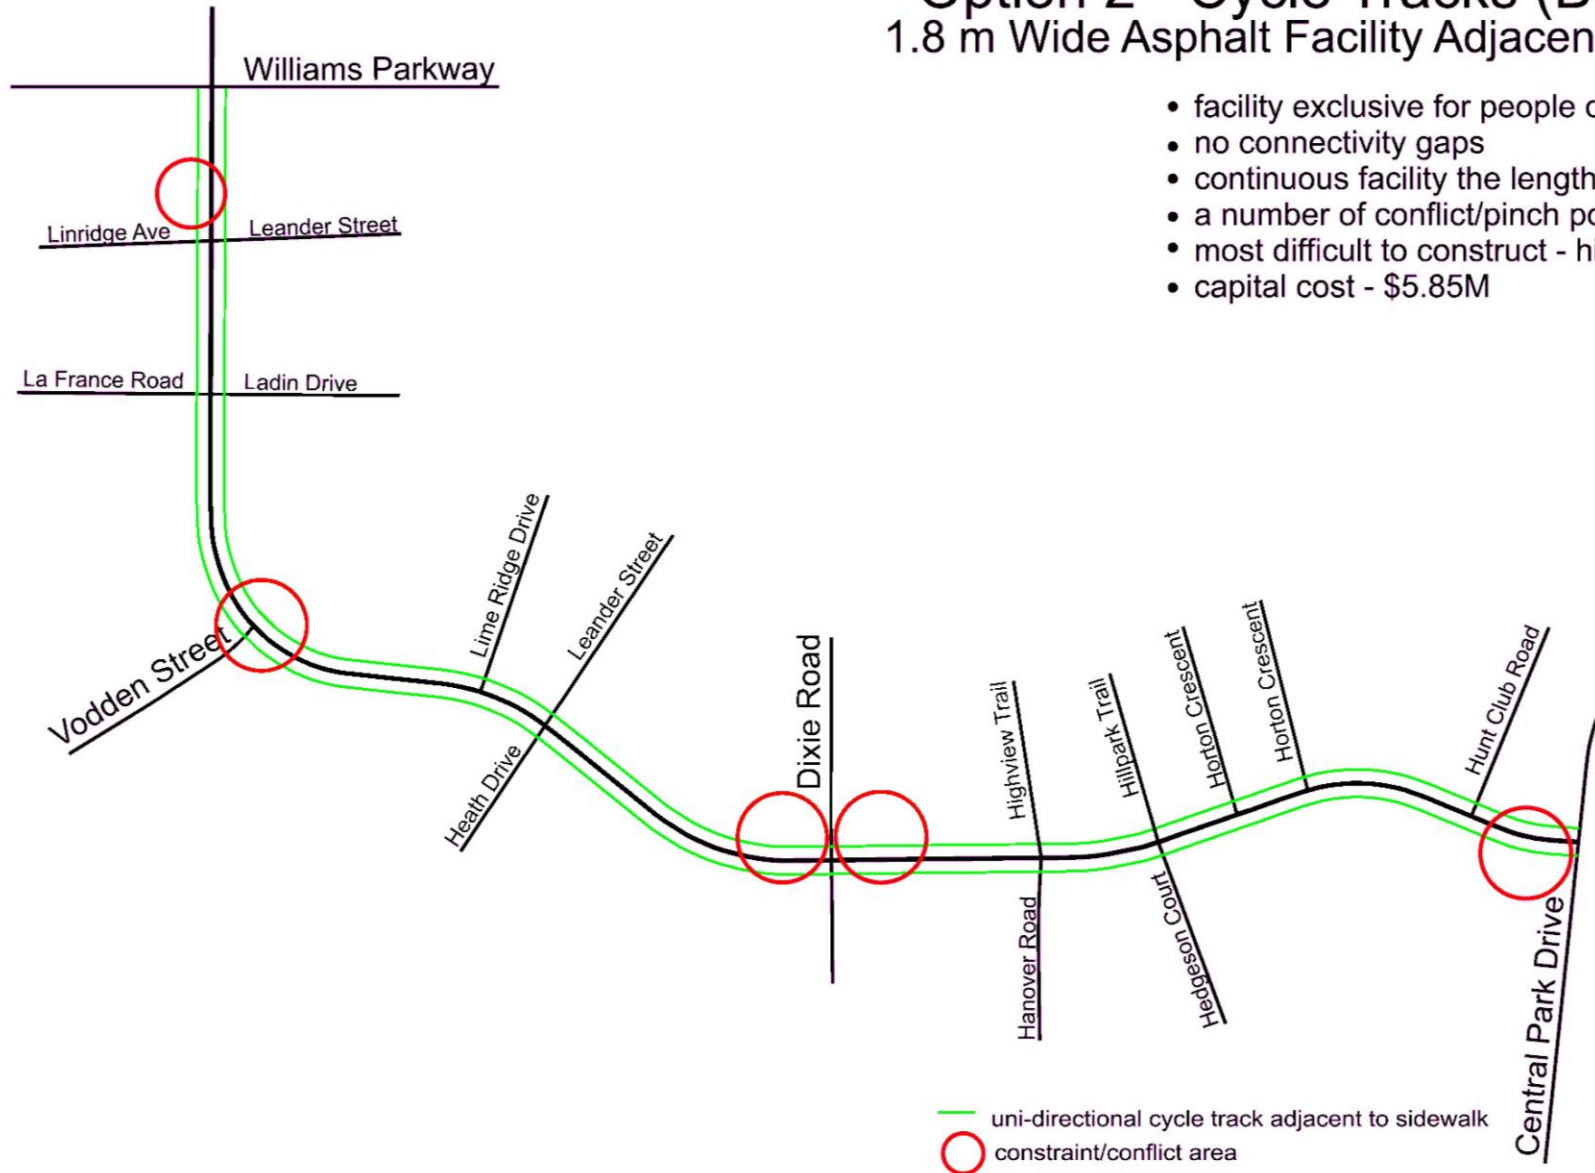 Option 2 - Cycle Tracks (B
1.8 m Wide Asphalt Facility Adjacen
Williams Parkway
• facility exclusive for people
• no connectivity gaps
• continuous facility the length
• a number of conflict/pinch
• most difficult to construct -
• capital cost - $5.85M
Linridge Ave
Leander Street
La France Road
Ladin Drive
Lime Ridge Drive
Leander Street
Vodden Street
Heath Drive
Dixie Road
Highview Trail
Hillpark Trail
Horton Crescent
Horton Crescent
Hunt Club Road
Hanover Road
Hedgeson Court
Central Park Drive
uni-directional cycle track adjacent to sidewalk
constraint/conflict area